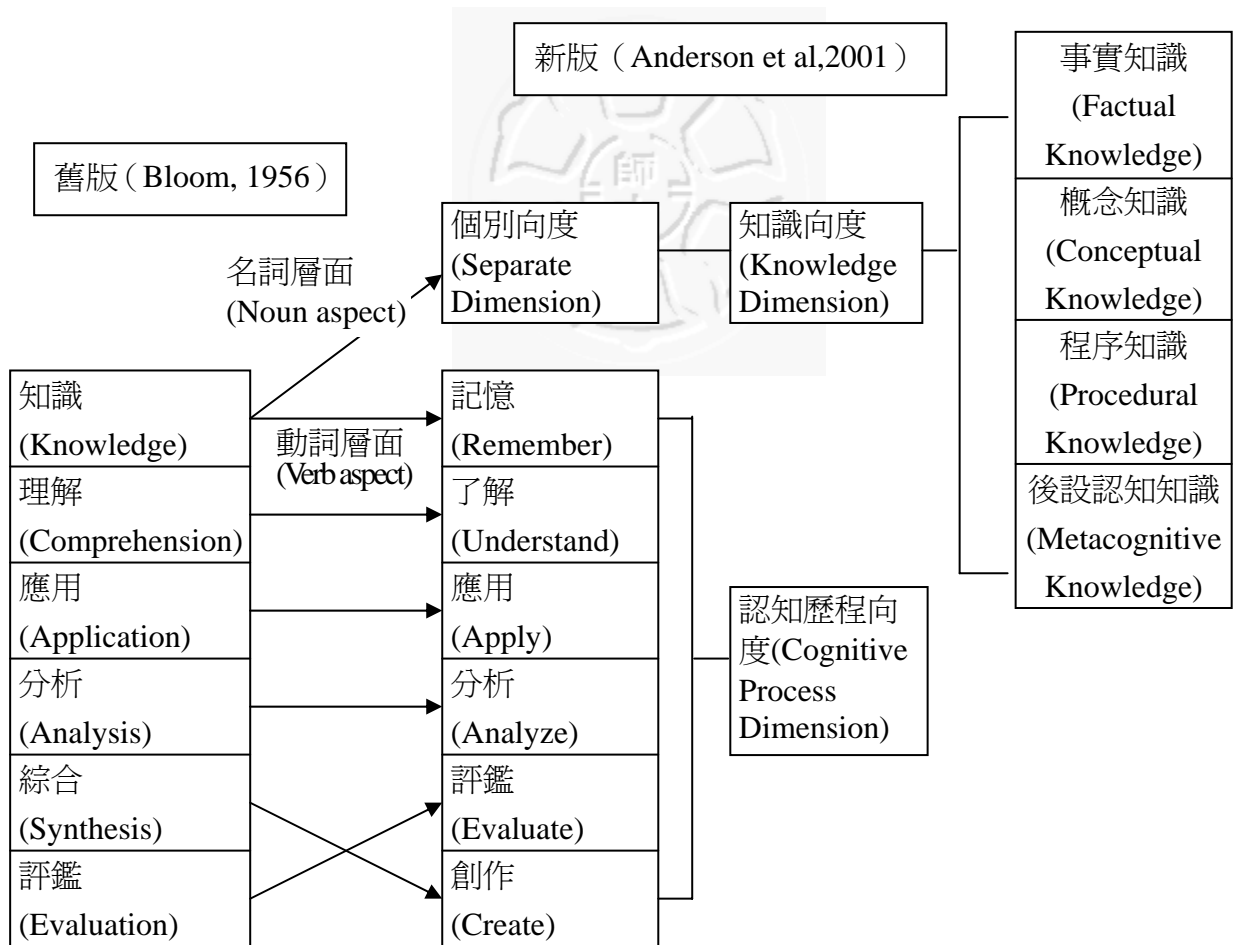 新版（Anderson et al,2001）
舊版（Bloom, 1956）
名詞層面
(Noun aspect)
個別向度
(Separate
Dimension)
知識向度
(Knowledge
Dimension)
事實知識
(Factual
Knowledge)
概念知識
(Conceptual
Knowledge)
程序知識
(Procedural
Knowledge)
後設認知知識
(Metacognitive
Knowledge)
知識
(Knowledge)
理解
(Comprehension)
應用
(Application)
分析
(Analysis)
綜合
(Synthesis)
評鑑
(Evaluation)
動詞層面
(Verb aspect)
記憶
(Remember)
了解
(Understand)
應用
(Apply)
分析
(Analyze)
評鑑
(Evaluate)
創作
(Create)
認知歷程向
度(Cognitive
Process
Dimension)
師